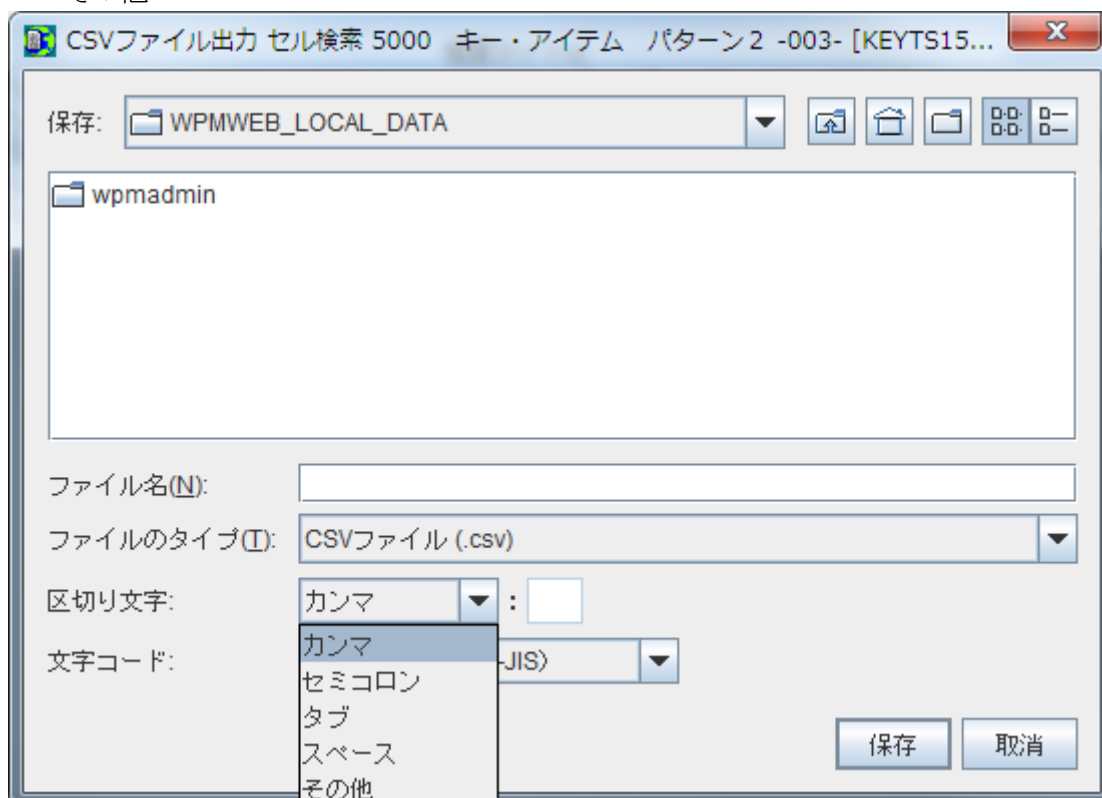 その他
CSVファイル出力 セル検索 5000 キー・アイテム パターン2 -003- [KEYTS15...
保存: WPMWEB_LOCAL_DATA
wpmadmin
ファイル名(N):
ファイルのタイプ(T): CSVファイル (.csv)
区切り文字: カンマ :
カンマ
文字コード: -JIS)
セミコロン
タブ
スペース
保存 取消
その他